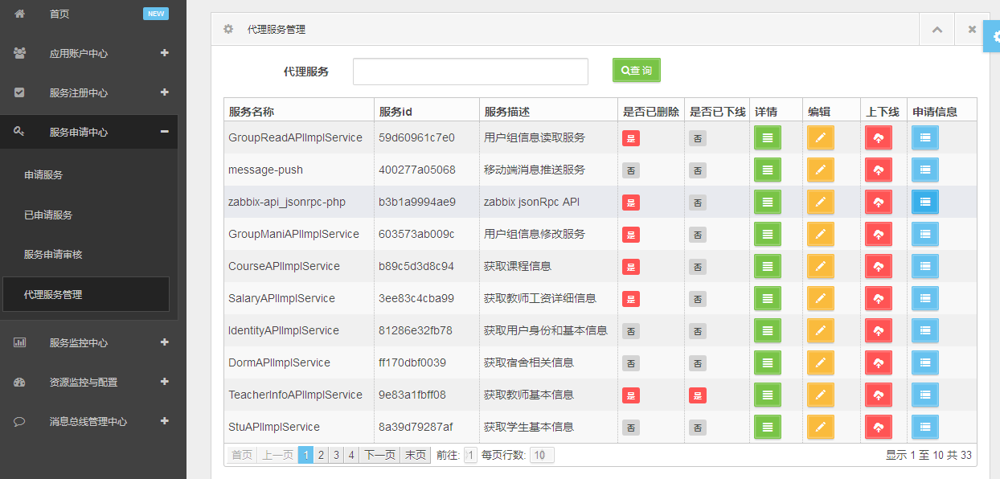 首页 NEW
应用账户中心
服务注册中心
服务申请中心
申请服务
已申请服务
服务申请审核
代理服务管理
服务监控中心
资源监控与配置
消息总线管理中心
代理服务管理
代理服务 查 询
服务名称 服务id 服务描述 是否已删除 是否已下线 详情 编辑 上下线 申请信息
GroupReadAPIImplService 59d60961c7e0 用户组信息读取服务 是 否
message-push 400277a05068 移动端消息推送服务 否 否
zabbix-api_jsonrpc-php b3b1a9994ae9 zabbix jsonRpc API 是 否
GroupManiAPIImplService 603573ab009c 用户组信息修改服务 是 否
CourseAPIImplService b89c5d3d8c94 获取课程信息 是 否
SalaryAPIImplService 3ee83c4cba99 获取教师工资详细信息 是 否
IdentityAPIImplService 81286e32fb78 获取用户身份和基本信息 否 否
DormAPIImplService ff170dbf0039 获取宿舍相关信息 否 否
TeacherInfoAPIImplService 9e83a1fbff08 获取教师基本信息 是 是
StuAPIImplService 8a39d79287af 获取学生基本信息 否 否
首页 上一页 1 2 3 4 下一页 末页 前往: 1 每页行数: 10 显示 1 至 10 共 33